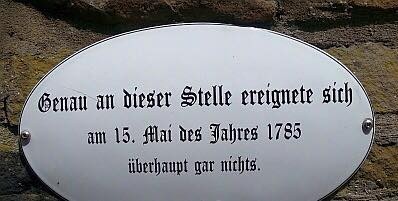 Genau an dieser Stelle ereignete sich
am 15. Mai des Jahres 1785
überhaupt gar nichts.